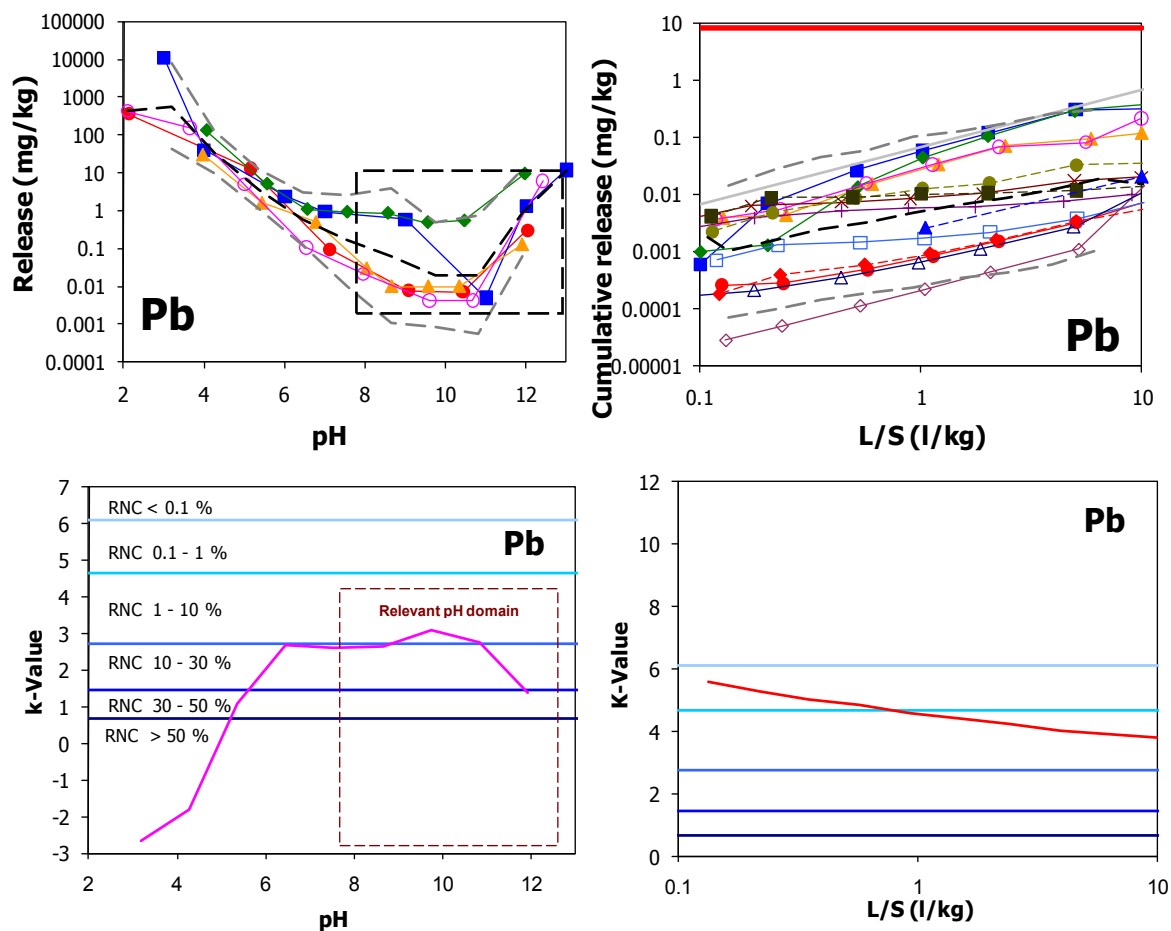 Release (mg/kg)
100000
10000
1000
100
10
1
0.1
0.01
0.001
0.0001
Pb
2 4 6 8 10 12
pH
Cumulative release (mg/kg)
10
1
0.1
0.01
0.001
0.0001
0.00001
Pb
0.1 1 10
L/S (l/kg)
k-Value
7
6
5
4
3
2
1
0
-1
-2
-3
RNC < 0.1 %
Pb
RNC 0.1 - 1 %
RNC 1 - 10 %
Relevant pH domain
RNC 10 - 30 %
RNC 30 - 50 %
RNC > 50 %
2 4 6 8 10 12
pH
K-Value
12
10
8
6
4
2
0
Pb
0.1 1 10
L/S (l/kg)